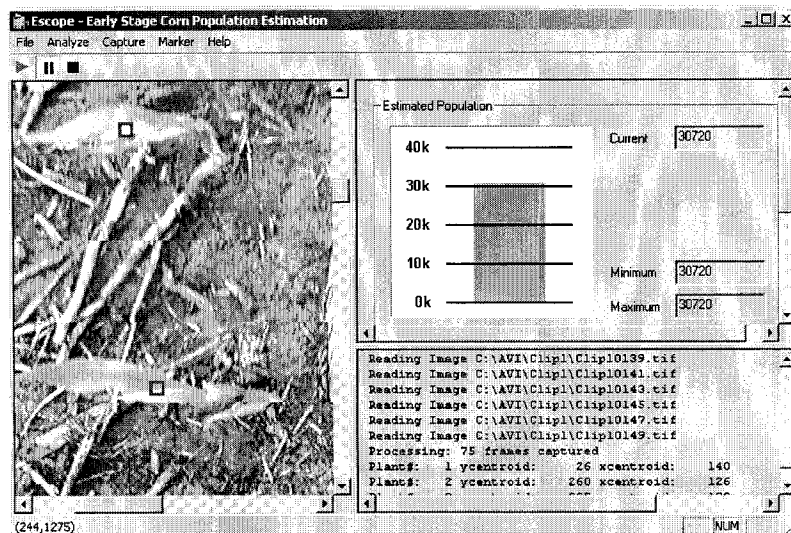 Escope - Early Stage Corn Population Estimation
File Analyze Capture Marker Help
Estimated Population
40k
30k
20k
10k
0k
Current 30720
Minimum 30720
Maximum 30720
Reading Image C:\AVI\Clip1\Clip10139.tif
Reading Image C:\AVI\Clip1\Clip10141.tif
Reading Image C:\AVI\Clip1\Clip10143.tif
Reading Image C:\AVI\Clip1\Clip10145.tif
Reading Image C:\AVI\Clip1\Clip10147.tif
Reading Image C:\AVI\Clip1\Clip10149.tif
Processing: 75 frames captured
Plant#: 1 ycentroid: 26 xcentroid: 140
Plant#: 2 ycentroid: 260 xcentroid: 126
(244,1275)
NUM